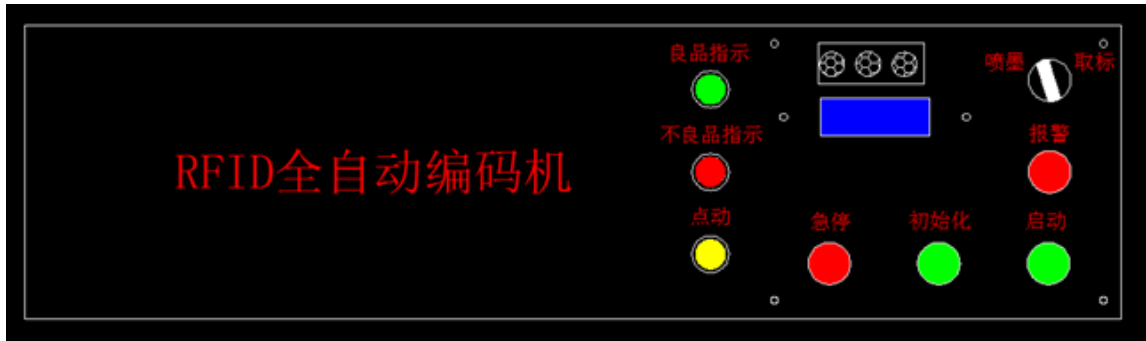 良品指示
喷墨 取标
不良品指示
报警
RFID全自动编码机
点动
急停
初始化
启动